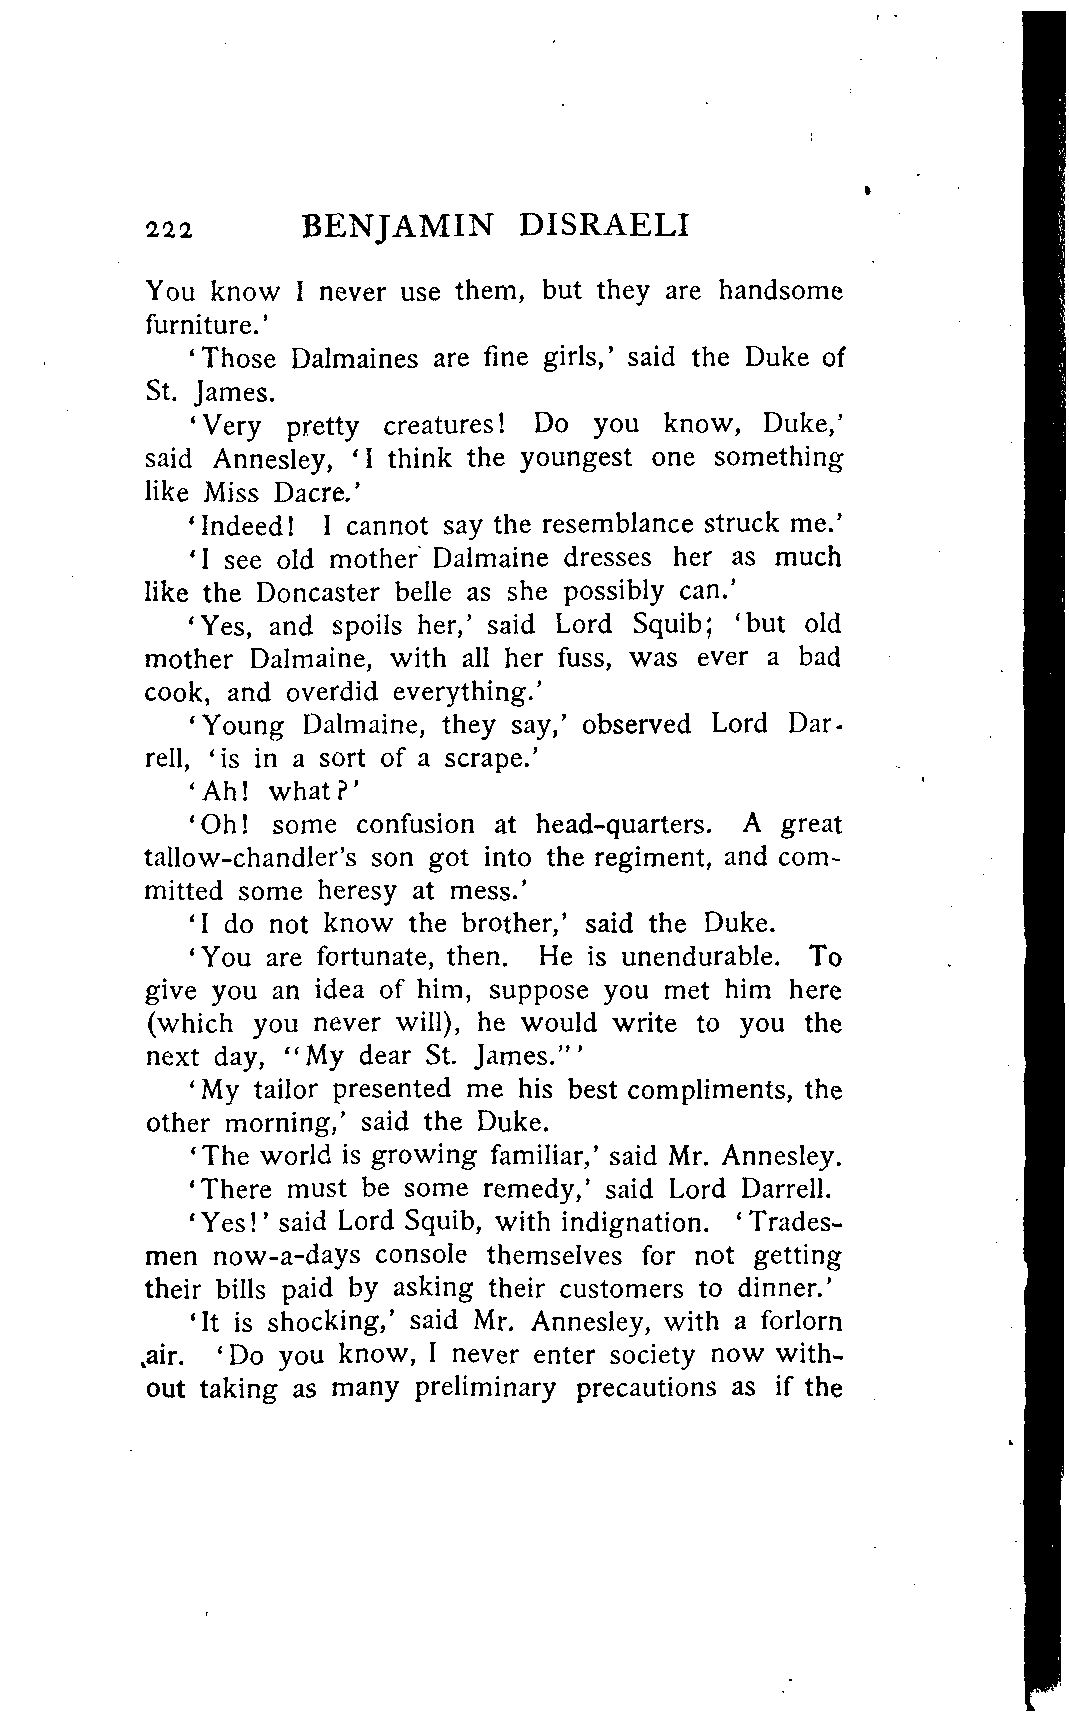 222 BENJAMIN DISRAELI
You know I never use them, but they are handsome
furniture.'
'Those Dalmaines are fine girls,' said the Duke of
St. James.
'Very pretty creatures! Do you know, Duke,'
said Annesley, 'I think the youngest one something
like Miss Dacre.'
'Indeed! I cannot say the resemblance struck me.'
'I see old mother Dalmaine dresses her as much
like the Doncaster belle as she possibly can.'
'Yes, and spoils her,' said Lord Squib; 'but old
mother Dalmaine, with all her fuss, was ever a bad
cook, and overdid everything.'
'Young Dalmaine, they say,' observed Lord Dar-
rell, 'is in a sort of a scrape.'
'Ah! what?'
'Oh! some confusion at head-quarters. A great
tallow-chandler's son got into the regiment, and com-
mitted some heresy at mess.'
'I do not know the brother,' said the Duke.
'You are fortunate, then. He is unendurable. To
give you an idea of him, suppose you met him here
(which you never will), he would write to you the
next day, "My dear St. James."'
'My tailor presented me his best compliments, the
other morning,' said the Duke.
'The world is growing familiar,' said Mr. Annesley.
'There must be some remedy,' said Lord Darrell.
'Yes!' said Lord Squib, with indignation. 'Trades-
men now-a-days console themselves for not getting
their bills paid by asking their customers to dinner.'
'It is shocking,' said Mr. Annesley, with a forlorn
air. 'Do you know, I never enter society now with-
out taking as many preliminary precautions as if the